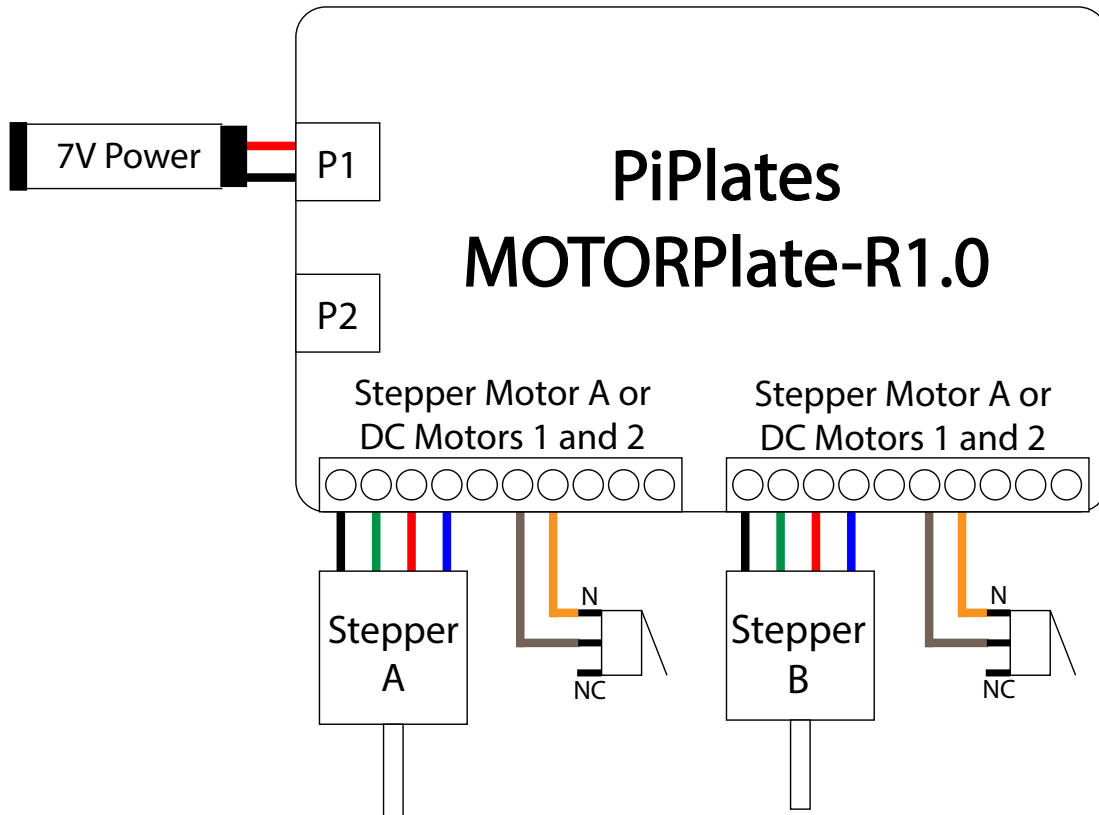 7V Power
P1
PiPlates
MOTORPlate-R1.0
P2
Stepper Motor A or
DC Motors 1 and 2
Stepper Motor A or
DC Motors 1 and 2
Stepper
A
N
NC
Stepper
B
N
NC